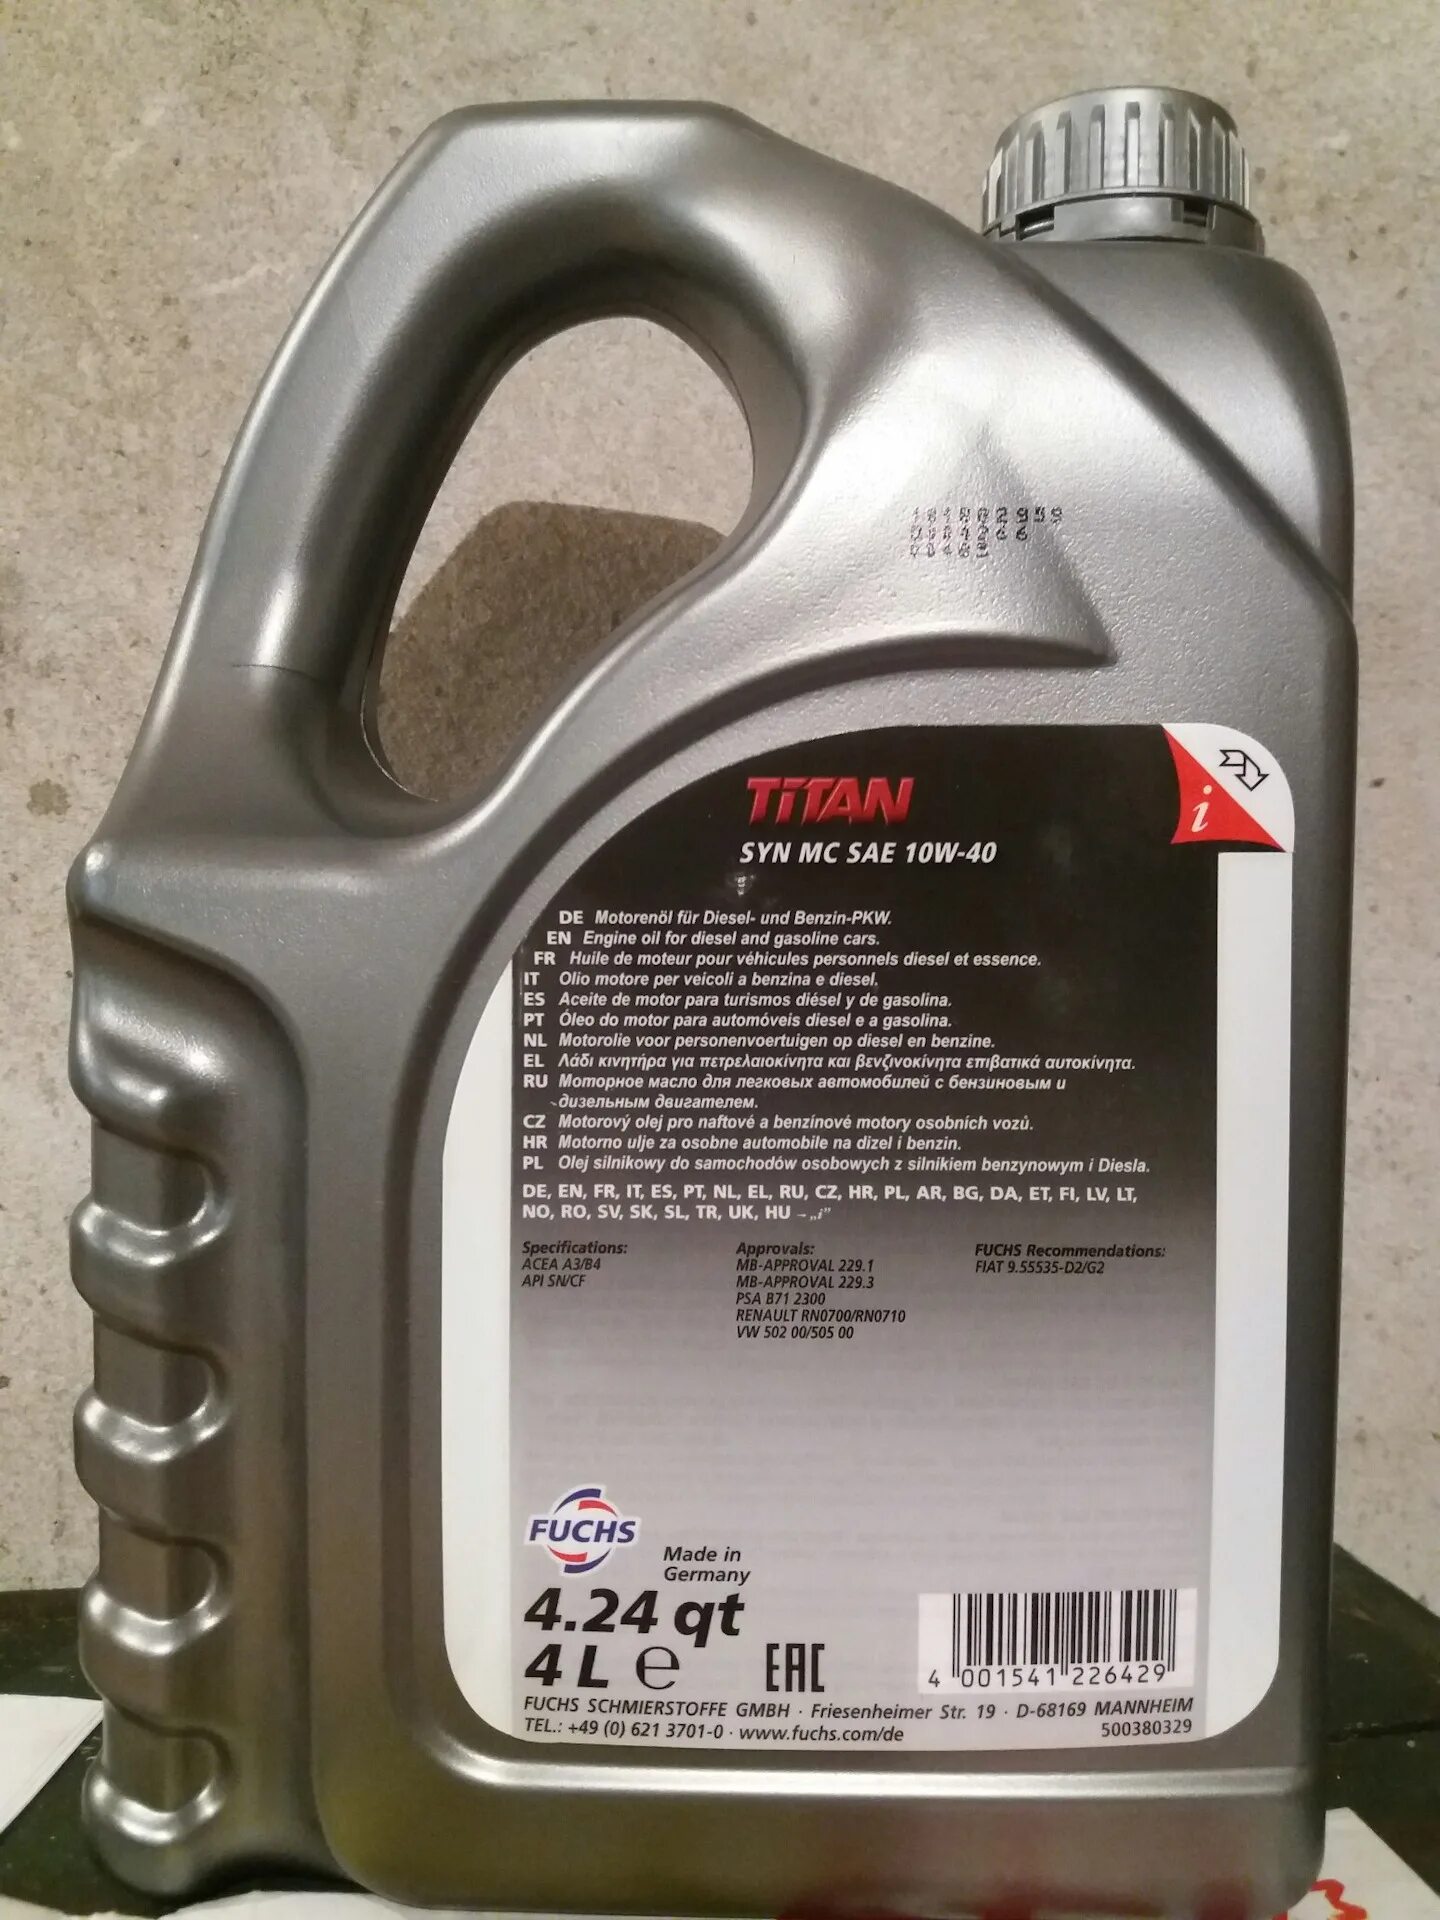 TiTAN
SYN MC SAE 10W-40
i
DE Motorenöl für Diesel- und Benzin-PKW.
EN Engine oil for diesel and gasoline cars.
FR Huile de moteur pour véhicules personnels diesel et essence.
IT Olio motore per veicoli a benzina e diesel.
ES Aceite de motor para turismos diésel y de gasolina.
PT Óleo do motor para automóveis diesel e a gasolina.
NL Motorolie voor personenvoertuigen op diesel en benzine.
EL Λάδι κινητήρα για πετρελαιοκίνητα και βενζινοκίνητα επιβατικά αυτοκίνητα.
RU Моторное масло для легковых автомобилей с бензиновым и
дизельным двигателем.
CZ Motorový olej pro naftové a benzínové motory osobních vozů.
HR Motorno ulje za osobne automobile na dizel i benzin.
PL Olej silnikowy do samochodów osobowych z silnikiem benzynowym i Diesla.
DE, EN, FR, IT, ES, PT, NL, EL, RU, CZ, HR, PL, AR, BG, DA, ET, FI, LV, LT,
NO, RO, SV, SK, SL, TR, UK, HU → „i”
Specifications:
ACEA A3/B4
API SN/CF
Approvals:
MB-APPROVAL 229.1
MB-APPROVAL 229.3
PSA B71 2300
RENAULT RN0700/RN0710
VW 502 00/505 00
FUCHS Recommendations:
FIAT 9.55535-D2/G2
FUCHS
Made in
Germany
4.24 qt
4 L ℮
EAC
4 001541 226429
FUCHS SCHMIERSTOFFE GMBH · Friesenheimer Str. 19 · D-68169 MANNHEIM
TEL.: +49 (0) 621 3701-0 · www.fuchs.com/de
500380329